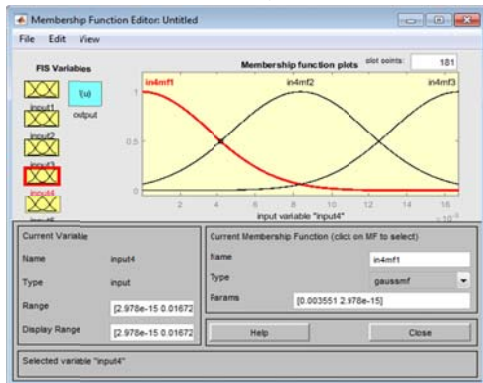 Membership Function Editor: Untitled
File Edit View
FIS Variables
Membership function plots plot points: 181
f(u)
output
input1
input2
input3
input4
in4mf1 in4mf2 in4mf3
1
0.5
0
2 4 6 8 10 12 14 16
input variable "input4"
Current Variable
Name input4
Type input
Range [2.978e-15 0.01672
Display Range [2.978e-15 0.01672
Current Membership Function (click on MF to select)
Name in4mf1
Type gaussmf
Params [0.003551 2.978e-15]
Help Close
Selected variable "input4"